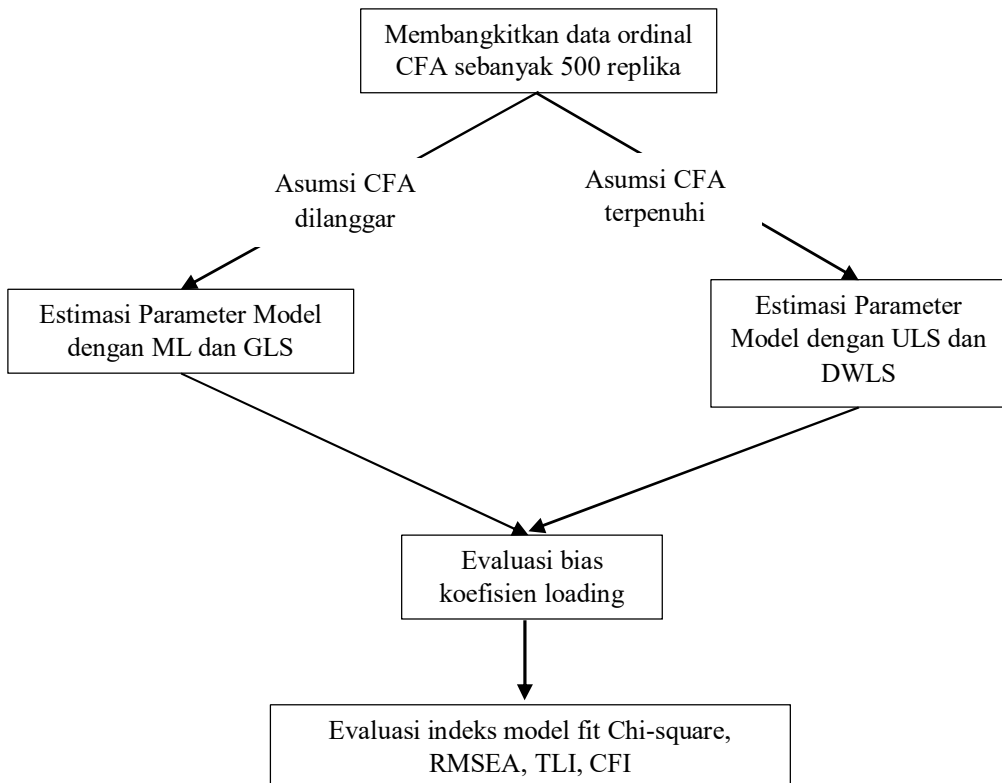 Membangkitkan data ordinal
CFA sebanyak 500 replika
Asumsi CFA
dilanggar
Asumsi CFA
terpenuhi
Estimasi Parameter Model
dengan ML dan GLS
Estimasi Parameter
Model dengan ULS dan
DWLS
Evaluasi bias
koefisien loading
Evaluasi indeks model fit Chi-square,
RMSEA, TLI, CFI